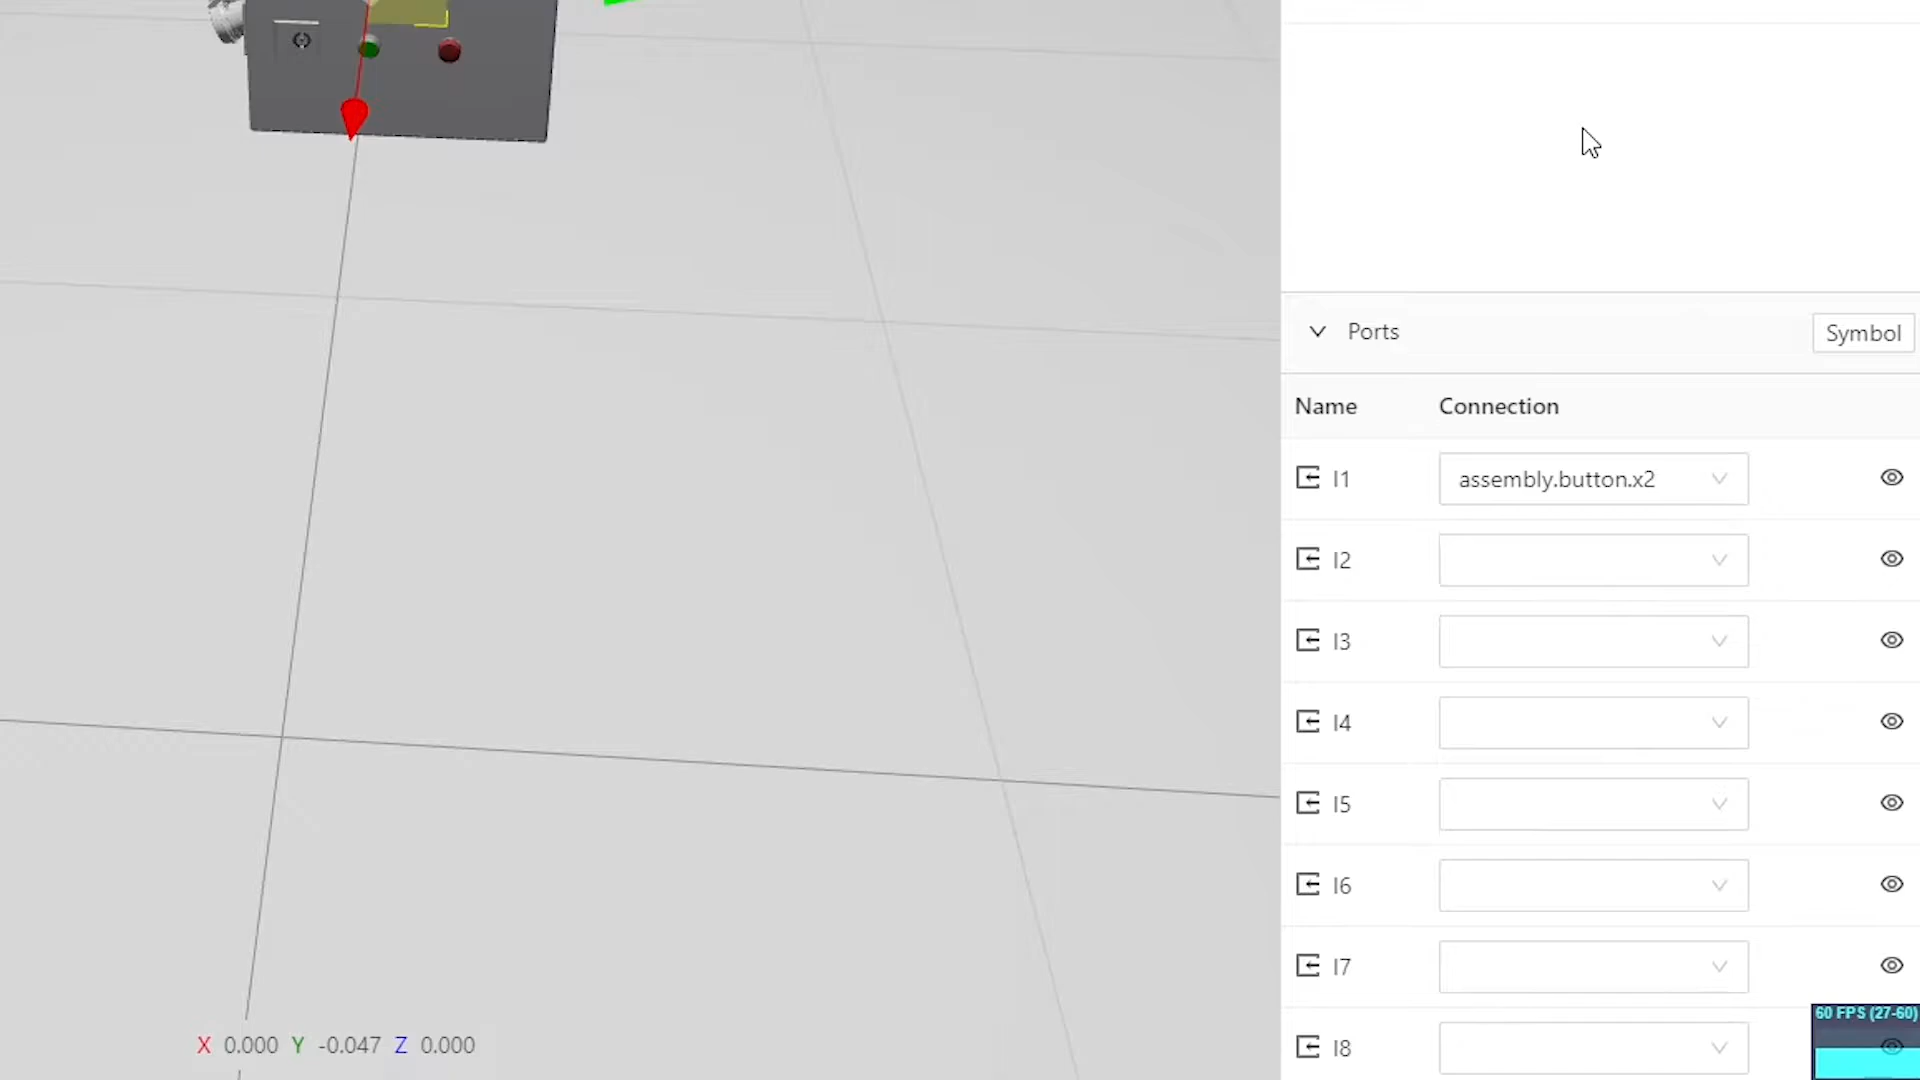 Ports
Symbol
Name Connection
I1 assembly.button.x2
I2
I3
I4
I5
I6
I7
I8
60 FPS (27-60)
X 0.000 Y -0.047 Z 0.000